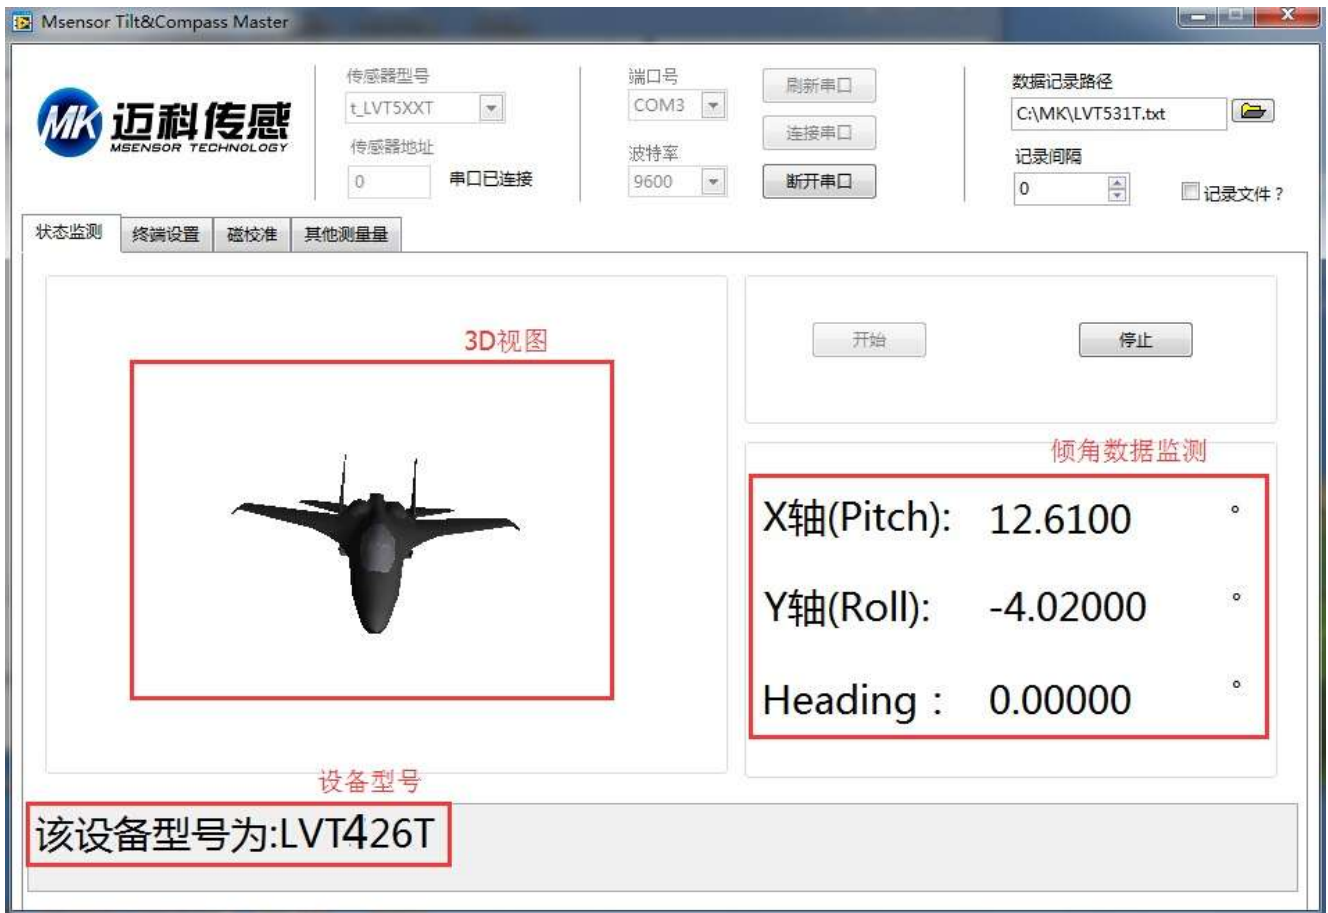 Msensor Tilt&Compass Master
MK 迈科传感
MSENSOR TECHNOLOGY
传感器型号
t_LVT5XXT
传感器地址
0
串口已连接
端口号
COM3
波特率
9600
刷新串口
连接串口
断开串口
数据记录路径
C:\MK\LVT531T.txt
记录间隔
0
记录文件？
状态监测 终端设置 磁校准 其他测量量
3D视图
开始 停止
倾角数据监测
X轴(Pitch): 12.6100 °
Y轴(Roll): -4.02000 °
Heading： 0.00000 °
设备型号
该设备型号为:LVT426T